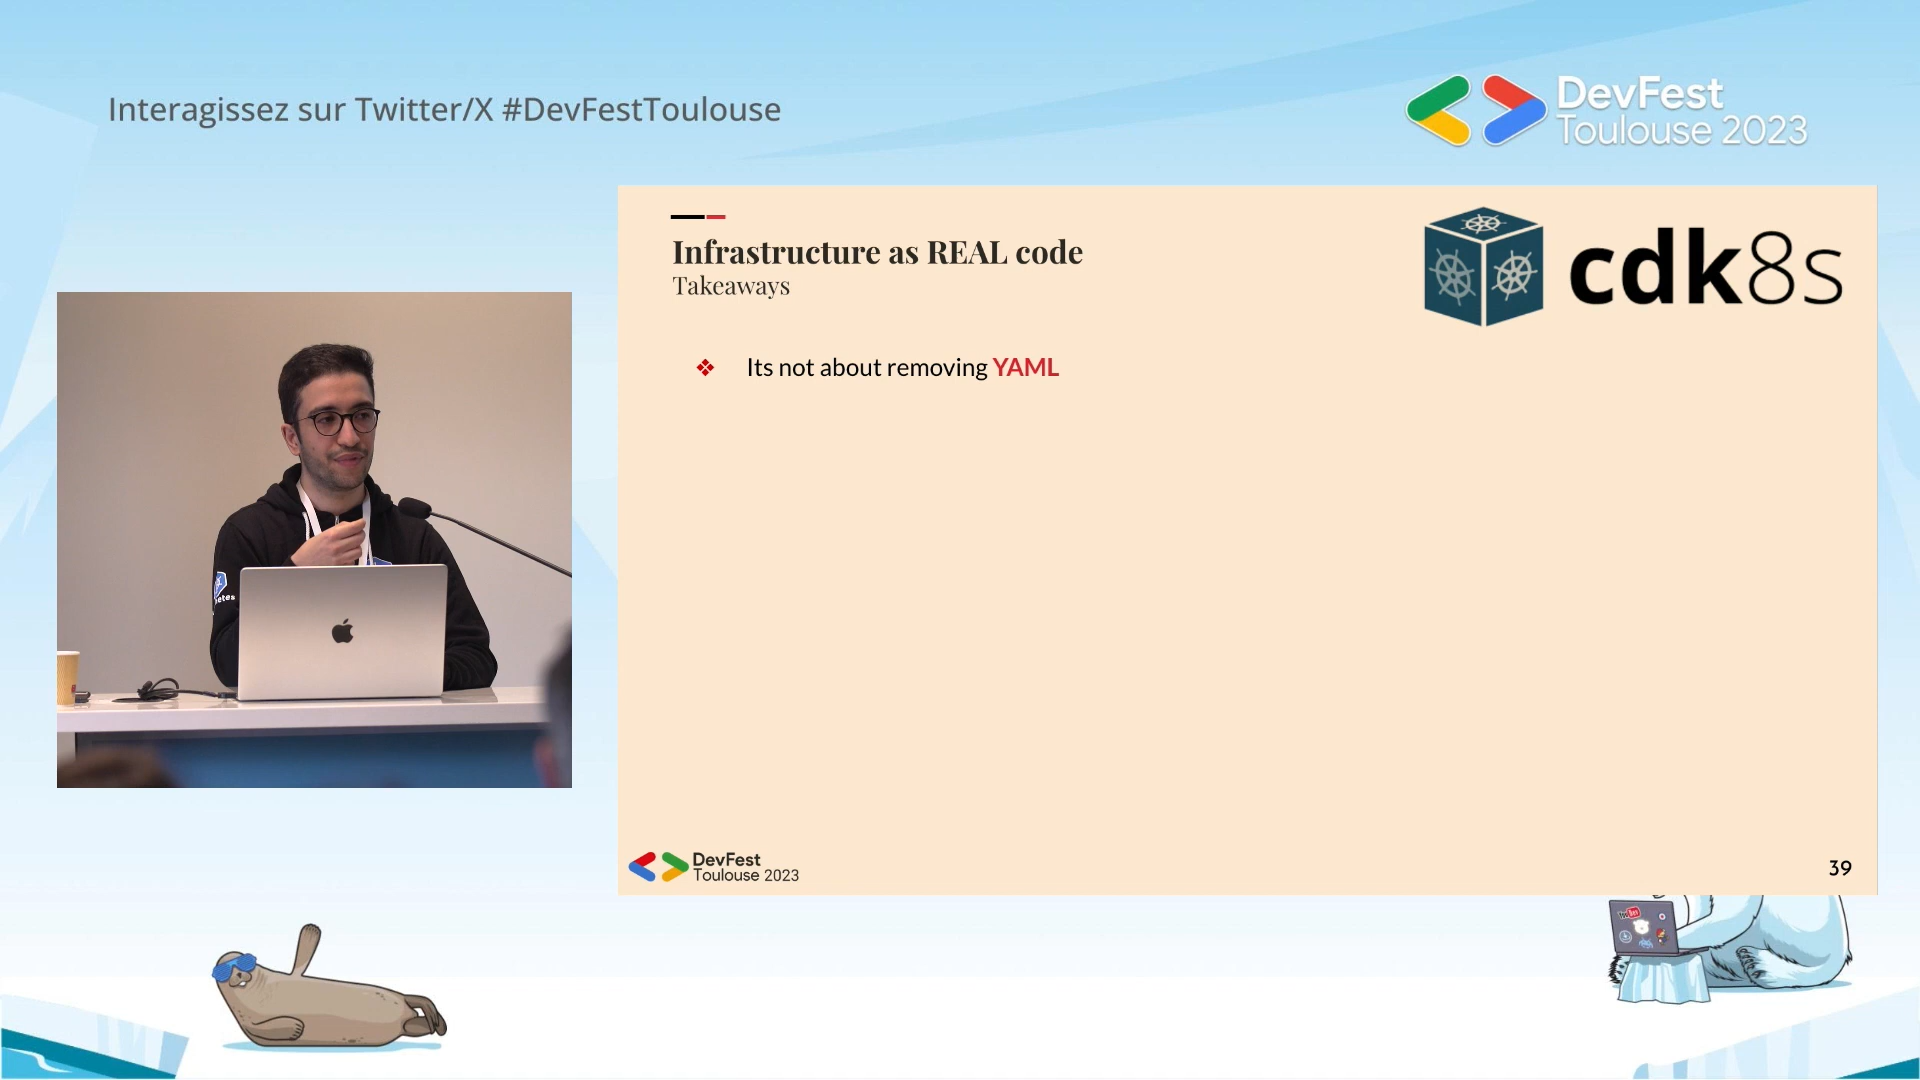 Interagissez sur Twitter/X #DevFestToulouse
DevFest
Toulouse 2023
Infrastructure as REAL code
Takeaways
cdk8s
❖ Its not about removing YAML
DevFest
Toulouse 2023
39